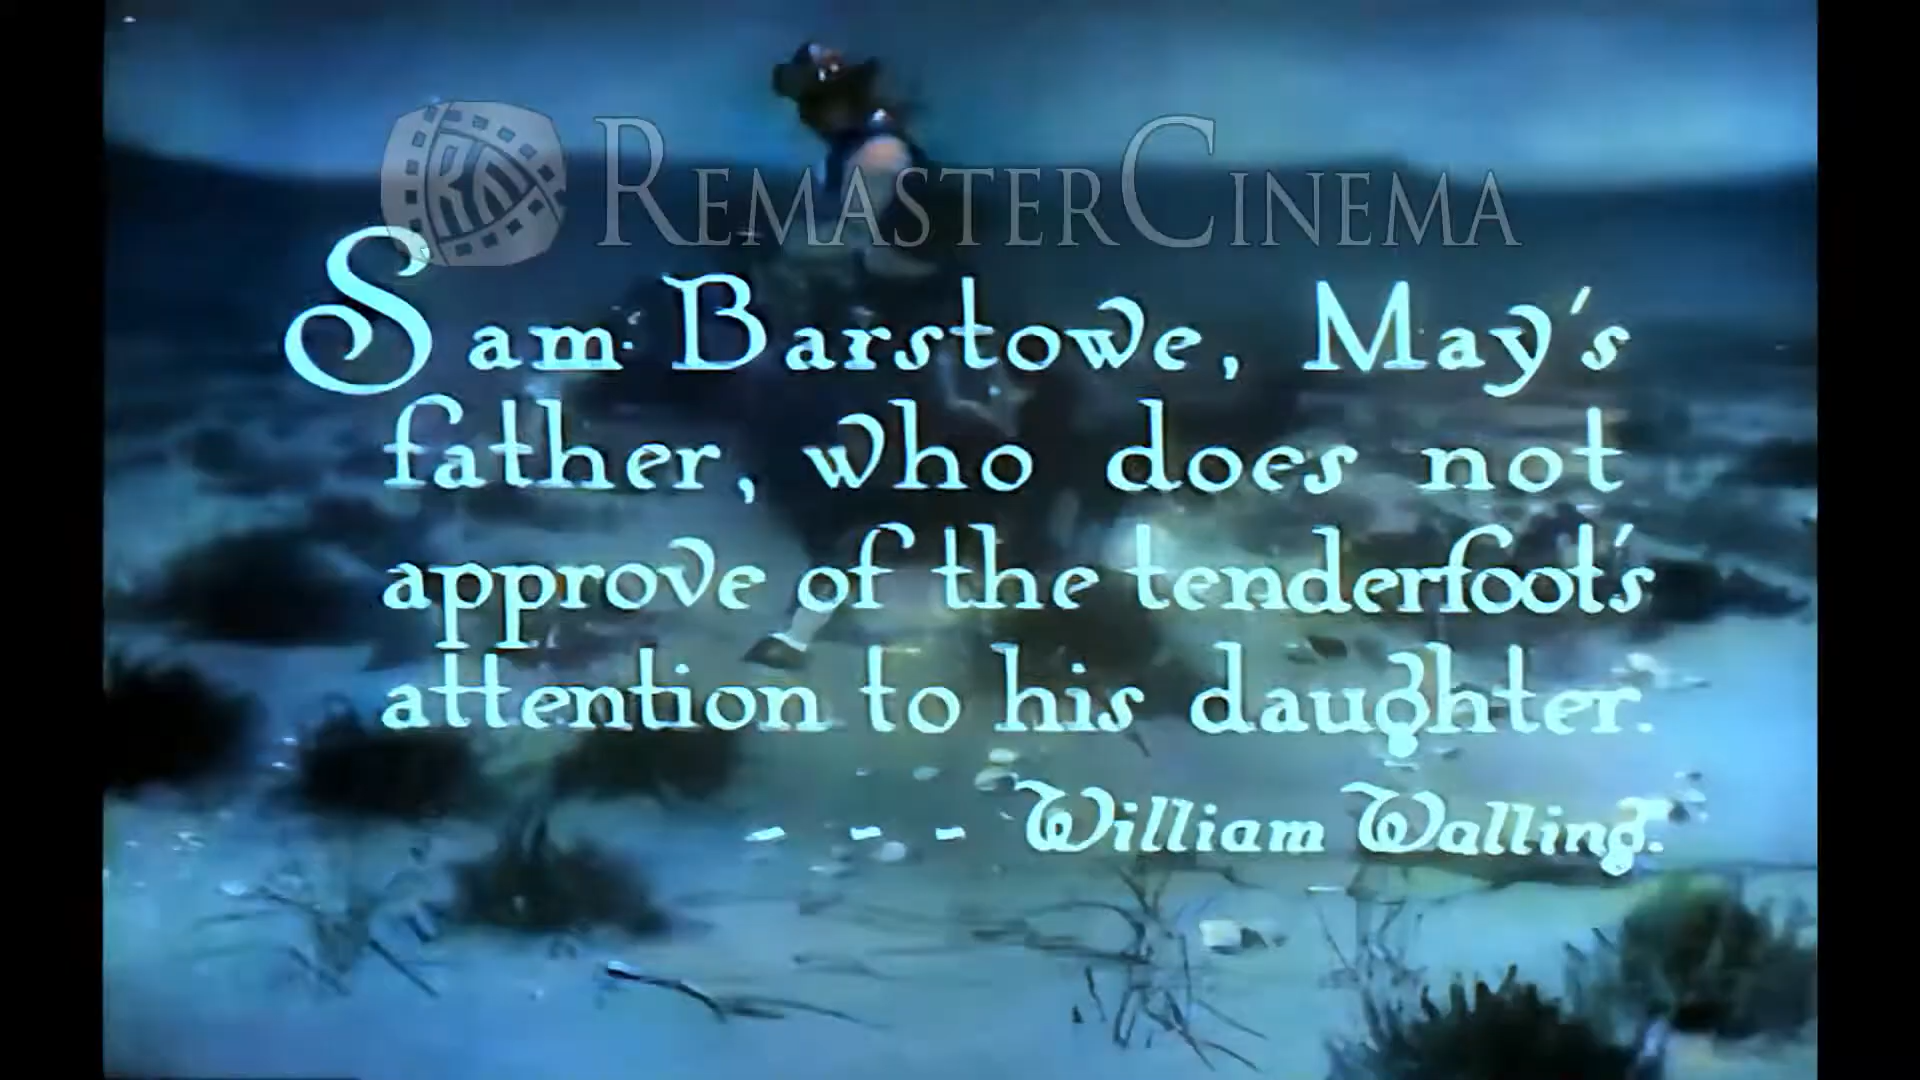 RemasterCinema
Sam Barstowe, May's
father, who does not
approve of the tenderfoot's
attention to his daughter.
- - - William Walling.